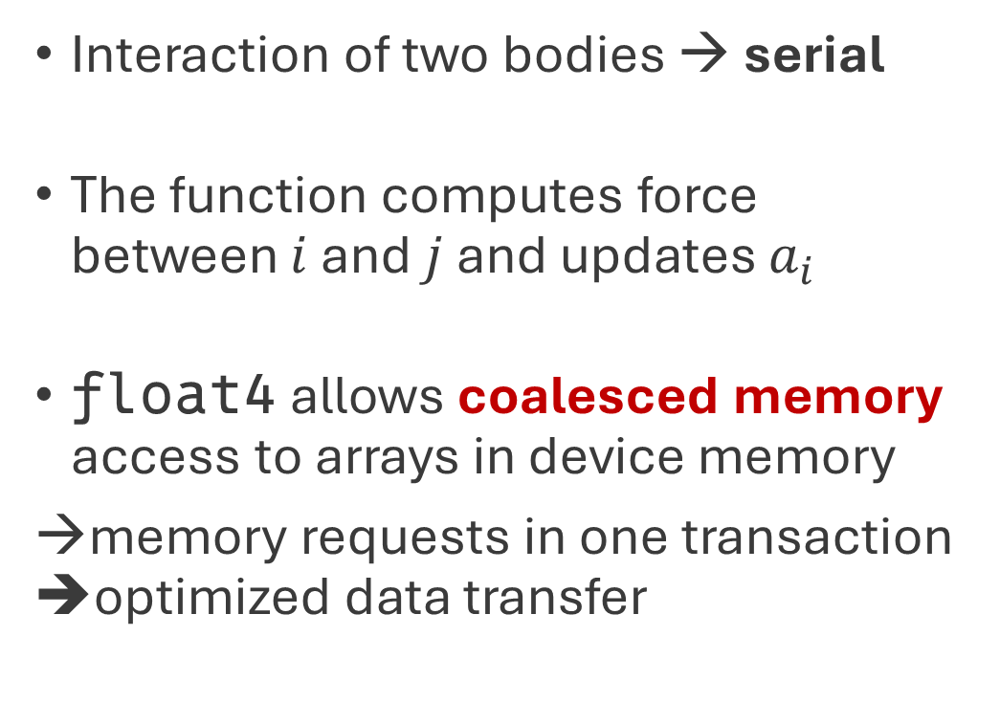 • Interaction of two bodies → serial
• The function computes force
between i and j and updates aᵢ
• float4 allows coalesced memory
access to arrays in device memory
→memory requests in one transaction
➔optimized data transfer